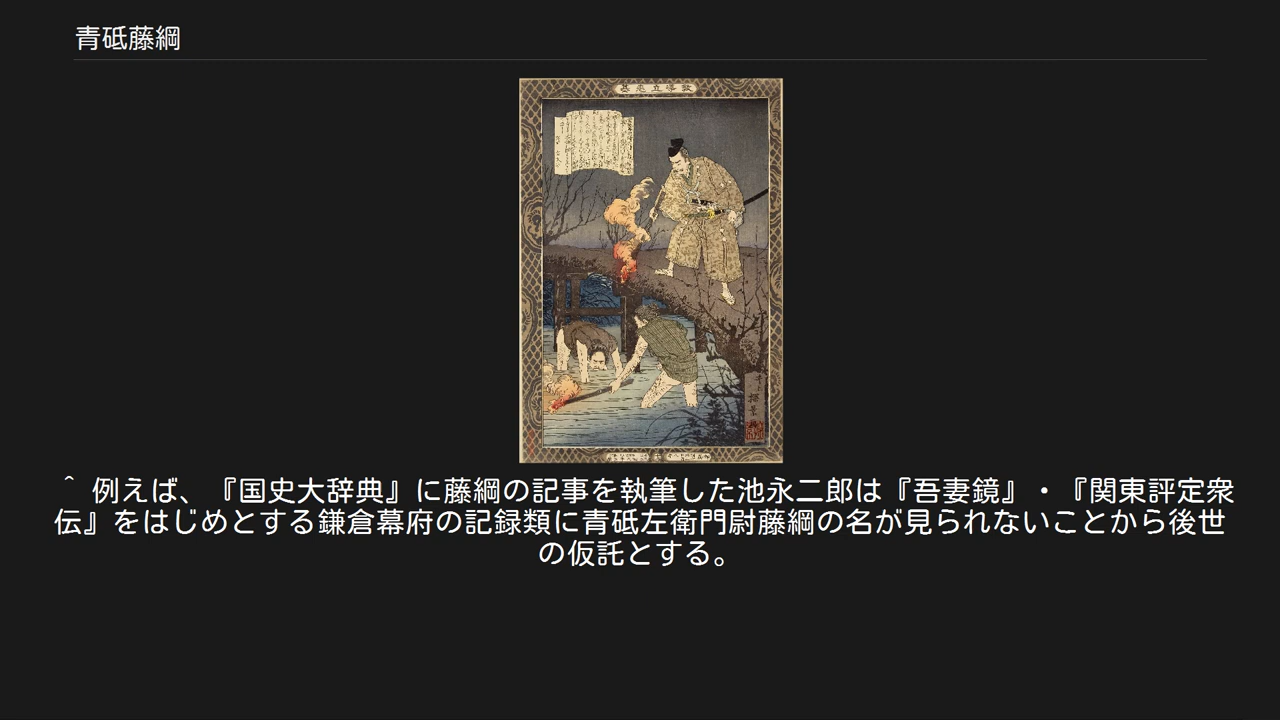 青砥藤綱
^ 例えば、『国史大辞典』に藤綱の記事を執筆した池永二郎は『吾妻鏡』・『関東評定衆
伝』をはじめとする鎌倉幕府の記録類に青砥左衛門尉藤綱の名が見られないことから後世
の仮託とする。